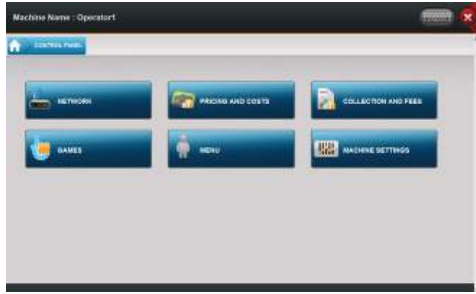 Machine Name : Operator1
CONTROL PANEL
NETWORK
PRICING AND COSTS
COLLECTION AND FEES
GAMES
MENU
MACHINE SETTINGS